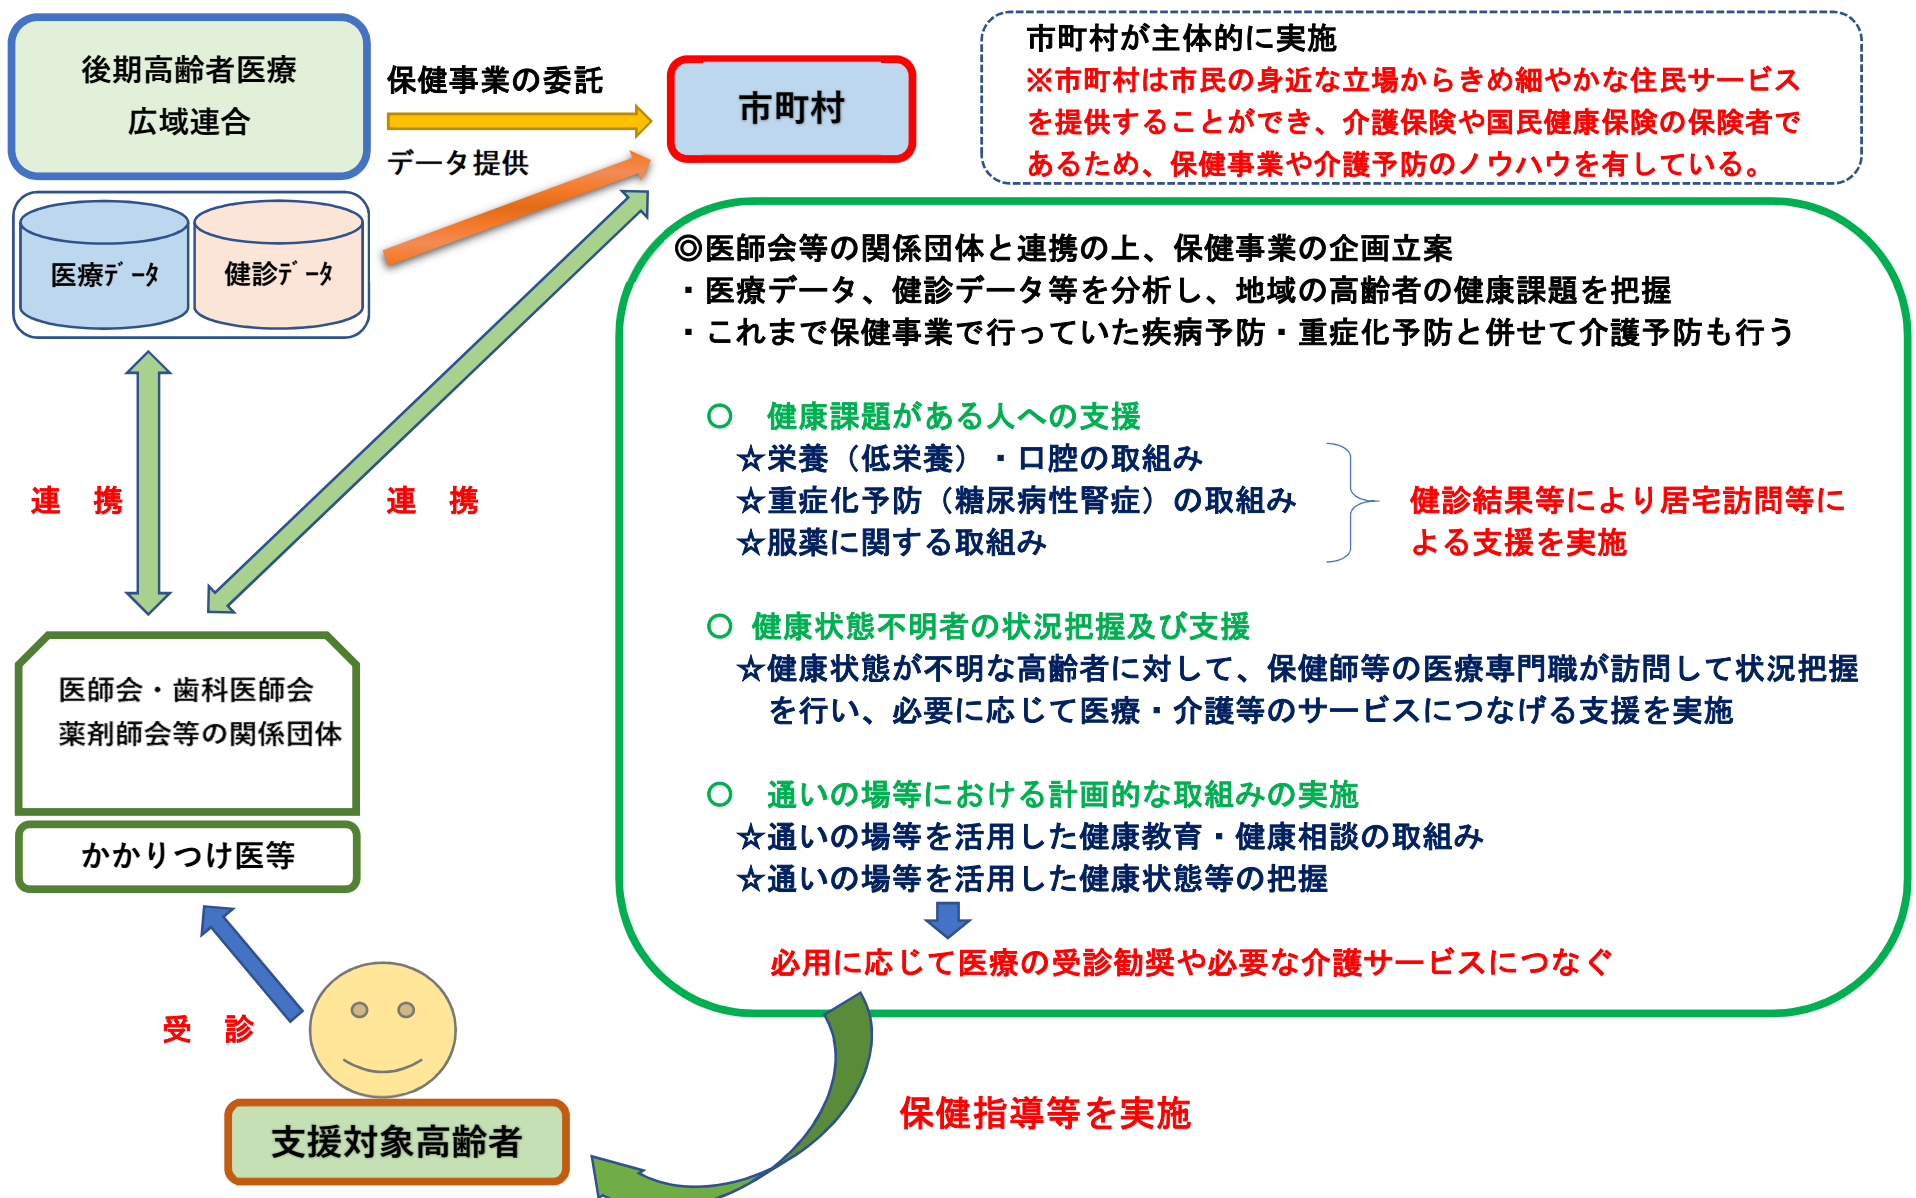 後期高齢者医療
広域連合
保健事業の委託
データ提供
市町村
市町村が主体的に実施
※市町村は市民の身近な立場からきめ細やかな住民サービス
を提供することができ、介護保険や国民健康保険の保険者で
あるため、保健事業や介護予防のノウハウを有している。
医療ﾃﾞｰﾀ
健診ﾃﾞｰﾀ
◎医師会等の関係団体と連携の上、保健事業の企画立案
・医療データ、健診データ等を分析し、地域の高齢者の健康課題を把握
・これまで保健事業で行っていた疾病予防・重症化予防と併せて介護予防も行う
○　健康課題がある人への支援
☆栄養（低栄養）・口腔の取組み
☆重症化予防（糖尿病性腎症）の取組み
☆服薬に関する取組み
健診結果等により居宅訪問等に
よる支援を実施
○ 健康状態不明者の状況把握及び支援
☆健康状態が不明な高齢者に対して、保健師等の医療専門職が訪問して状況把握
を行い、必要に応じて医療・介護等のサービスにつなげる支援を実施
○　通いの場等における計画的な取組みの実施
☆通いの場等を活用した健康教育・健康相談の取組み
☆通いの場等を活用した健康状態等の把握
必用に応じて医療の受診勧奨や必要な介護サービスにつなぐ
連　携
連　携
医師会・歯科医師会
薬剤師会等の関係団体
かかりつけ医等
受　診
支援対象高齢者
保健指導等を実施